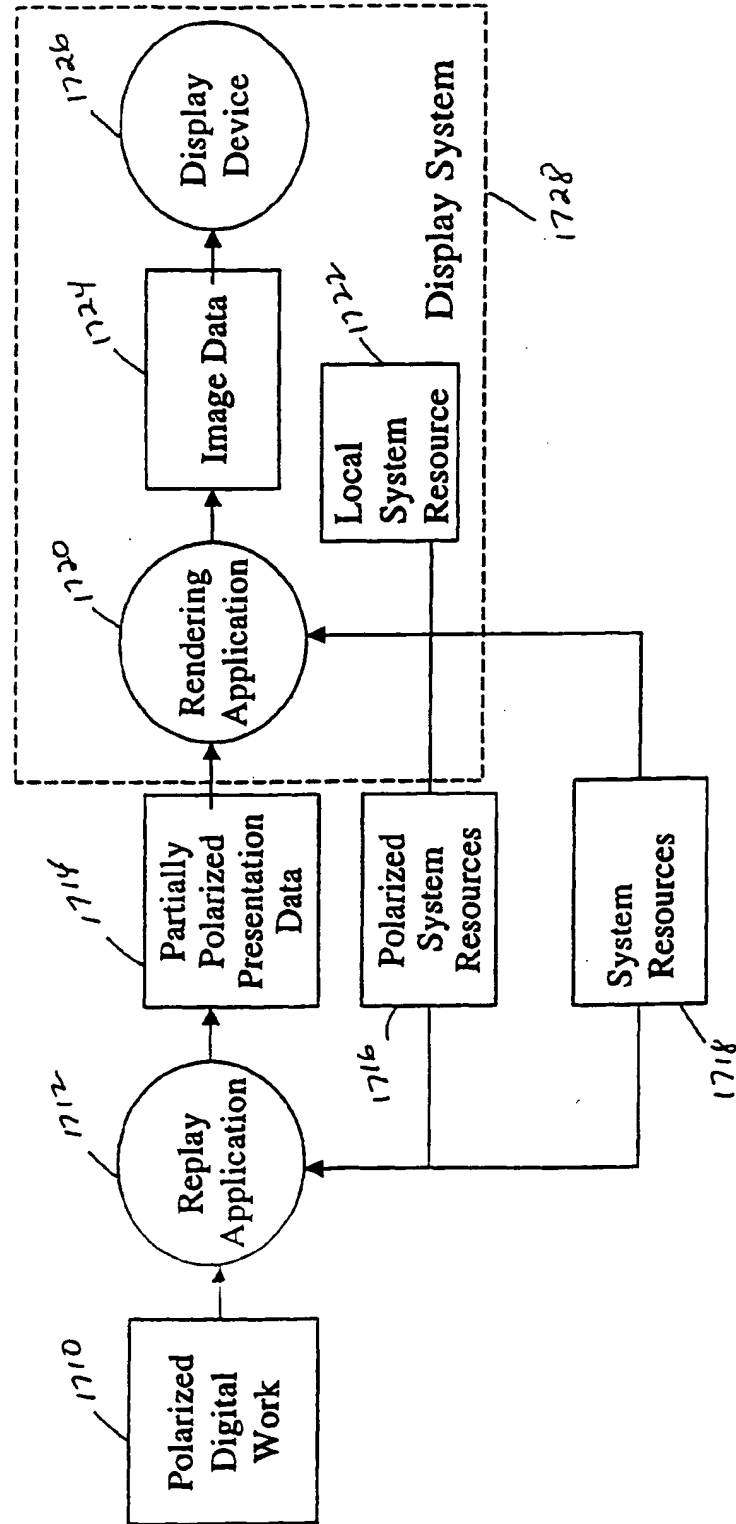 1710
Polarized
Digital
Work
1712
Replay
Application
1714
Partially
Polarized
Presentation
Data
1716
Polarized
System
Resources
1718
System
Resources
1720
Rendering
Application
1722
Local
System
Resource
1724
Image Data
1726
Display
Device
Display System
1728